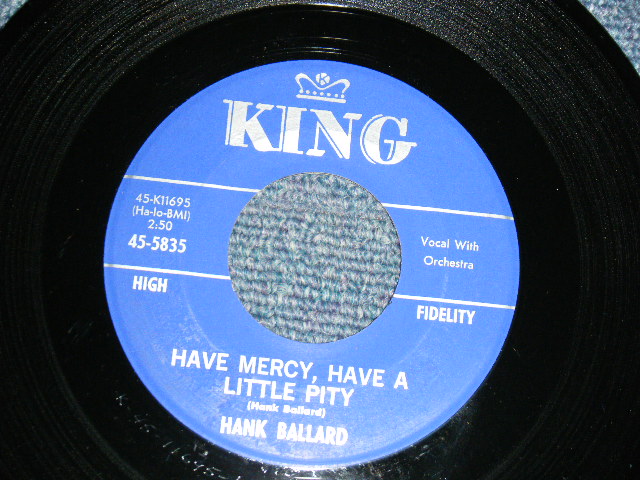 K
KING
45-K11695
(Ha-lo-BMI)
2:50
45-5835
Vocal With
Orchestra
HIGH
FIDELITY
HAVE MERCY, HAVE A
LITTLE PITY
(Hank Ballard)
HANK BALLARD